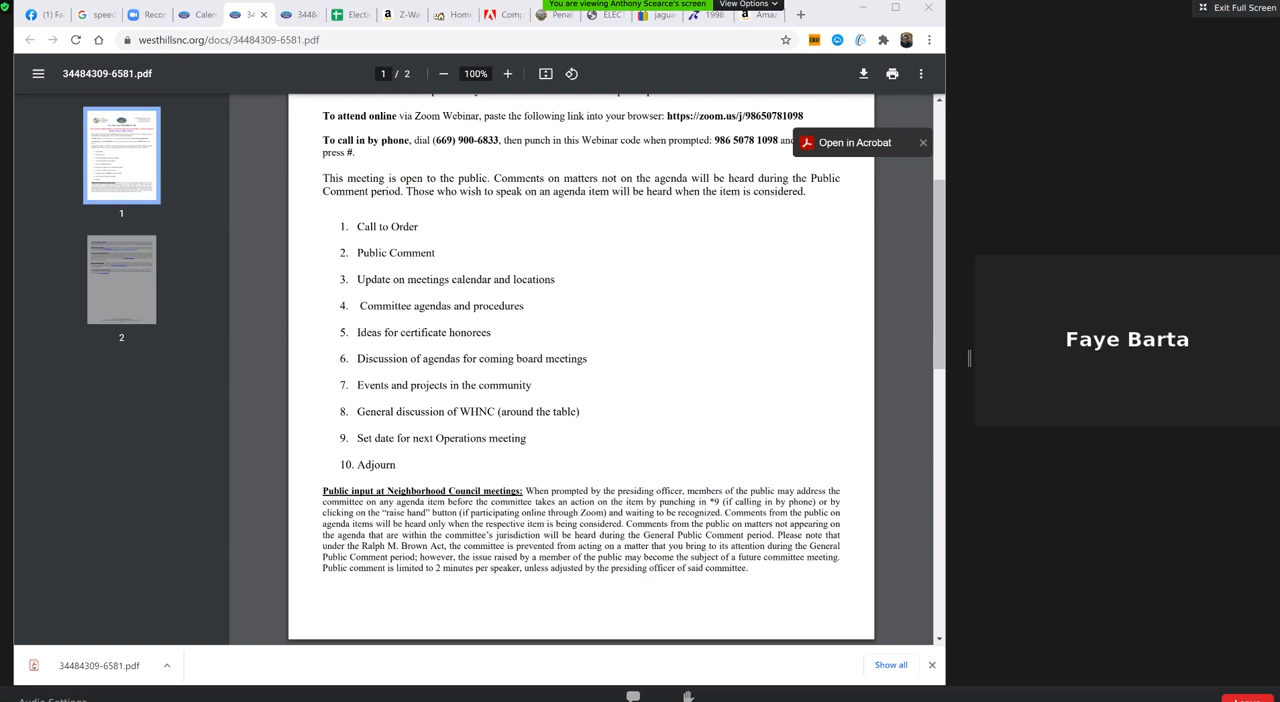 You are viewing Anthony Scearce's screen View Options
Exit Full Screen
speec
Reco
Caler
34
348
Electi
a-Wa
Home
Comp
Penal
ELEC
jagua
1998
Amaz
westhillsnc.org/docs/34484309-6581.pdf
34484309-6581.pdf
1 / 2
100%
To attend online via Zoom Webinar, paste the following link into your browser: https://zoom.us/j/98650781098
To call in by phone, dial (669) 900-6833, then punch in this Webinar code when prompted: 986 5078 1098 and
press #.
Open in Acrobat
This meeting is open to the public. Comments on matters not on the agenda will be heard during the Public
Comment period. Those who wish to speak on an agenda item will be heard when the item is considered.
1. Call to Order
2. Public Comment
3. Update on meetings calendar and locations
4. Committee agendas and procedures
5. Ideas for certificate honorees
6. Discussion of agendas for coming board meetings
7. Events and projects in the community
8. General discussion of WHNC (around the table)
9. Set date for next Operations meeting
10. Adjourn
Public input at Neighborhood Council meetings: When prompted by the presiding officer, members of the public may address the
committee on any agenda item before the committee takes an action on the item by punching in *9 (if calling in by phone) or by
clicking on the “raise hand” button (if participating online through Zoom) and waiting to be recognized. Comments from the public on
agenda items will be heard only when the respective item is being considered. Comments from the public on matters not appearing on
the agenda that are within the committee’s jurisdiction will be heard during the General Public Comment period. Please note that
under the Ralph M. Brown Act, the committee is prevented from acting on a matter that you bring to its attention during the General
Public Comment period; however, the issue raised by a member of the public may become the subject of a future committee meeting.
Public comment is limited to 2 minutes per speaker, unless adjusted by the presiding officer of said committee.
1
2
Faye Barta
34484309-6581.pdf
Show all
Audio Settings
Leave